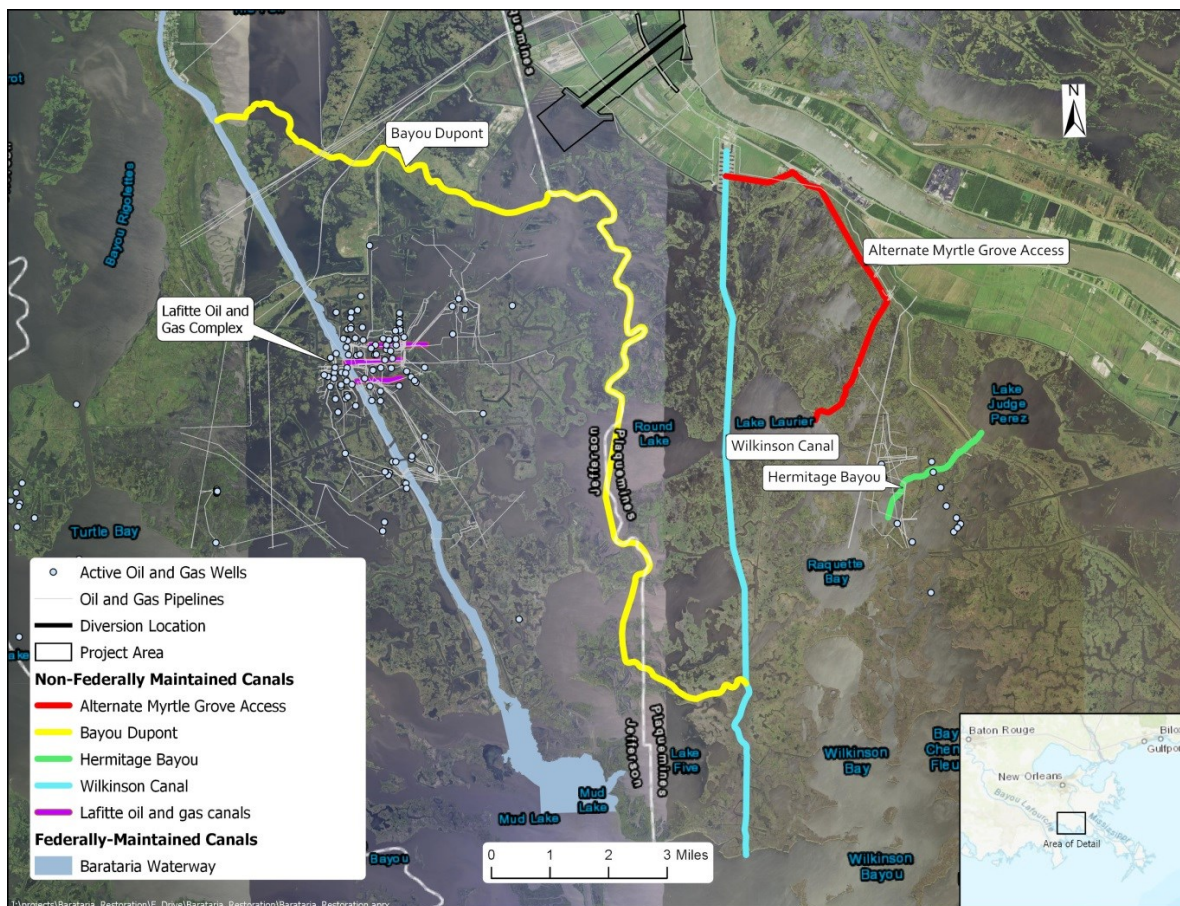 Plaquemines
N
Bayou Dupont
Bayou Rigolettes
Alternate Myrtle Grove Access
Lafitte Oil and
Gas Complex
Lake
Judge
Perez
Round
Lake
Lake Laurier
Plaquemines
Jefferson
Wilkinson Canal
Hermitage Bayou
Turtle Bay
Raquette
Bay
Active Oil and Gas Wells
Oil and Gas Pipelines
Diversion Location
Project Area
Non-Federally Maintained Canals
Alternate Myrtle Grove Access
Bayou Dupont
Hermitage Bayou
Wilkinson Canal
Lafitte oil and gas canals
Federally-Maintained Canals
Barataria Waterway
Plaquemines
Jefferson
Lake
Five
Wilkinson
Bay
Mud
Lake
Mud Lake
Bayou
Wilkinson
Bayou
0 1 2 3 Miles
Baton Rouge
Gulfport
New Orleans
Bayou Lafourche
Mississippi
Area of Detail